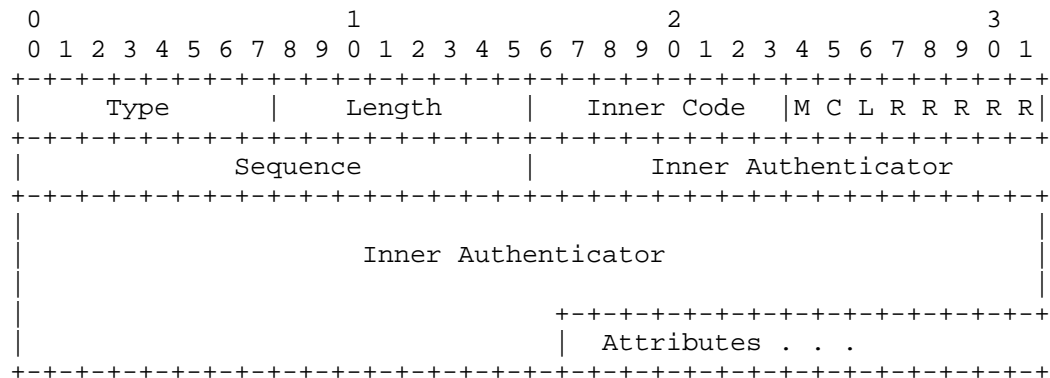 0                   1                   2                   3
 0 1 2 3 4 5 6 7 8 9 0 1 2 3 4 5 6 7 8 9 0 1 2 3 4 5 6 7 8 9 0 1
+-+-+-+-+-+-+-+-+-+-+-+-+-+-+-+-+-+-+-+-+-+-+-+-+-+-+-+-+-+-+-+-+
|     Type      |    Length     |   Inner Code  |M C L R R R R R|
+-+-+-+-+-+-+-+-+-+-+-+-+-+-+-+-+-+-+-+-+-+-+-+-+-+-+-+-+-+-+-+-+
|             Sequence          |       Inner Authenticator
+-+-+-+-+-+-+-+-+-+-+-+-+-+-+-+-+-+-+-+-+-+-+-+-+-+-+-+-+-+-+-+-+
|                                                               |
|                     Inner Authenticator                       |
|                                                               |
|                                 +-+-+-+-+-+-+-+-+-+-+-+-+-+-+-+
|                                 |  Attributes . . .
+-+-+-+-+-+-+-+-+-+-+-+-+-+-+-+-+-+-+-+-+-+-+-+-+-+-+-+-+-+-+-+-+